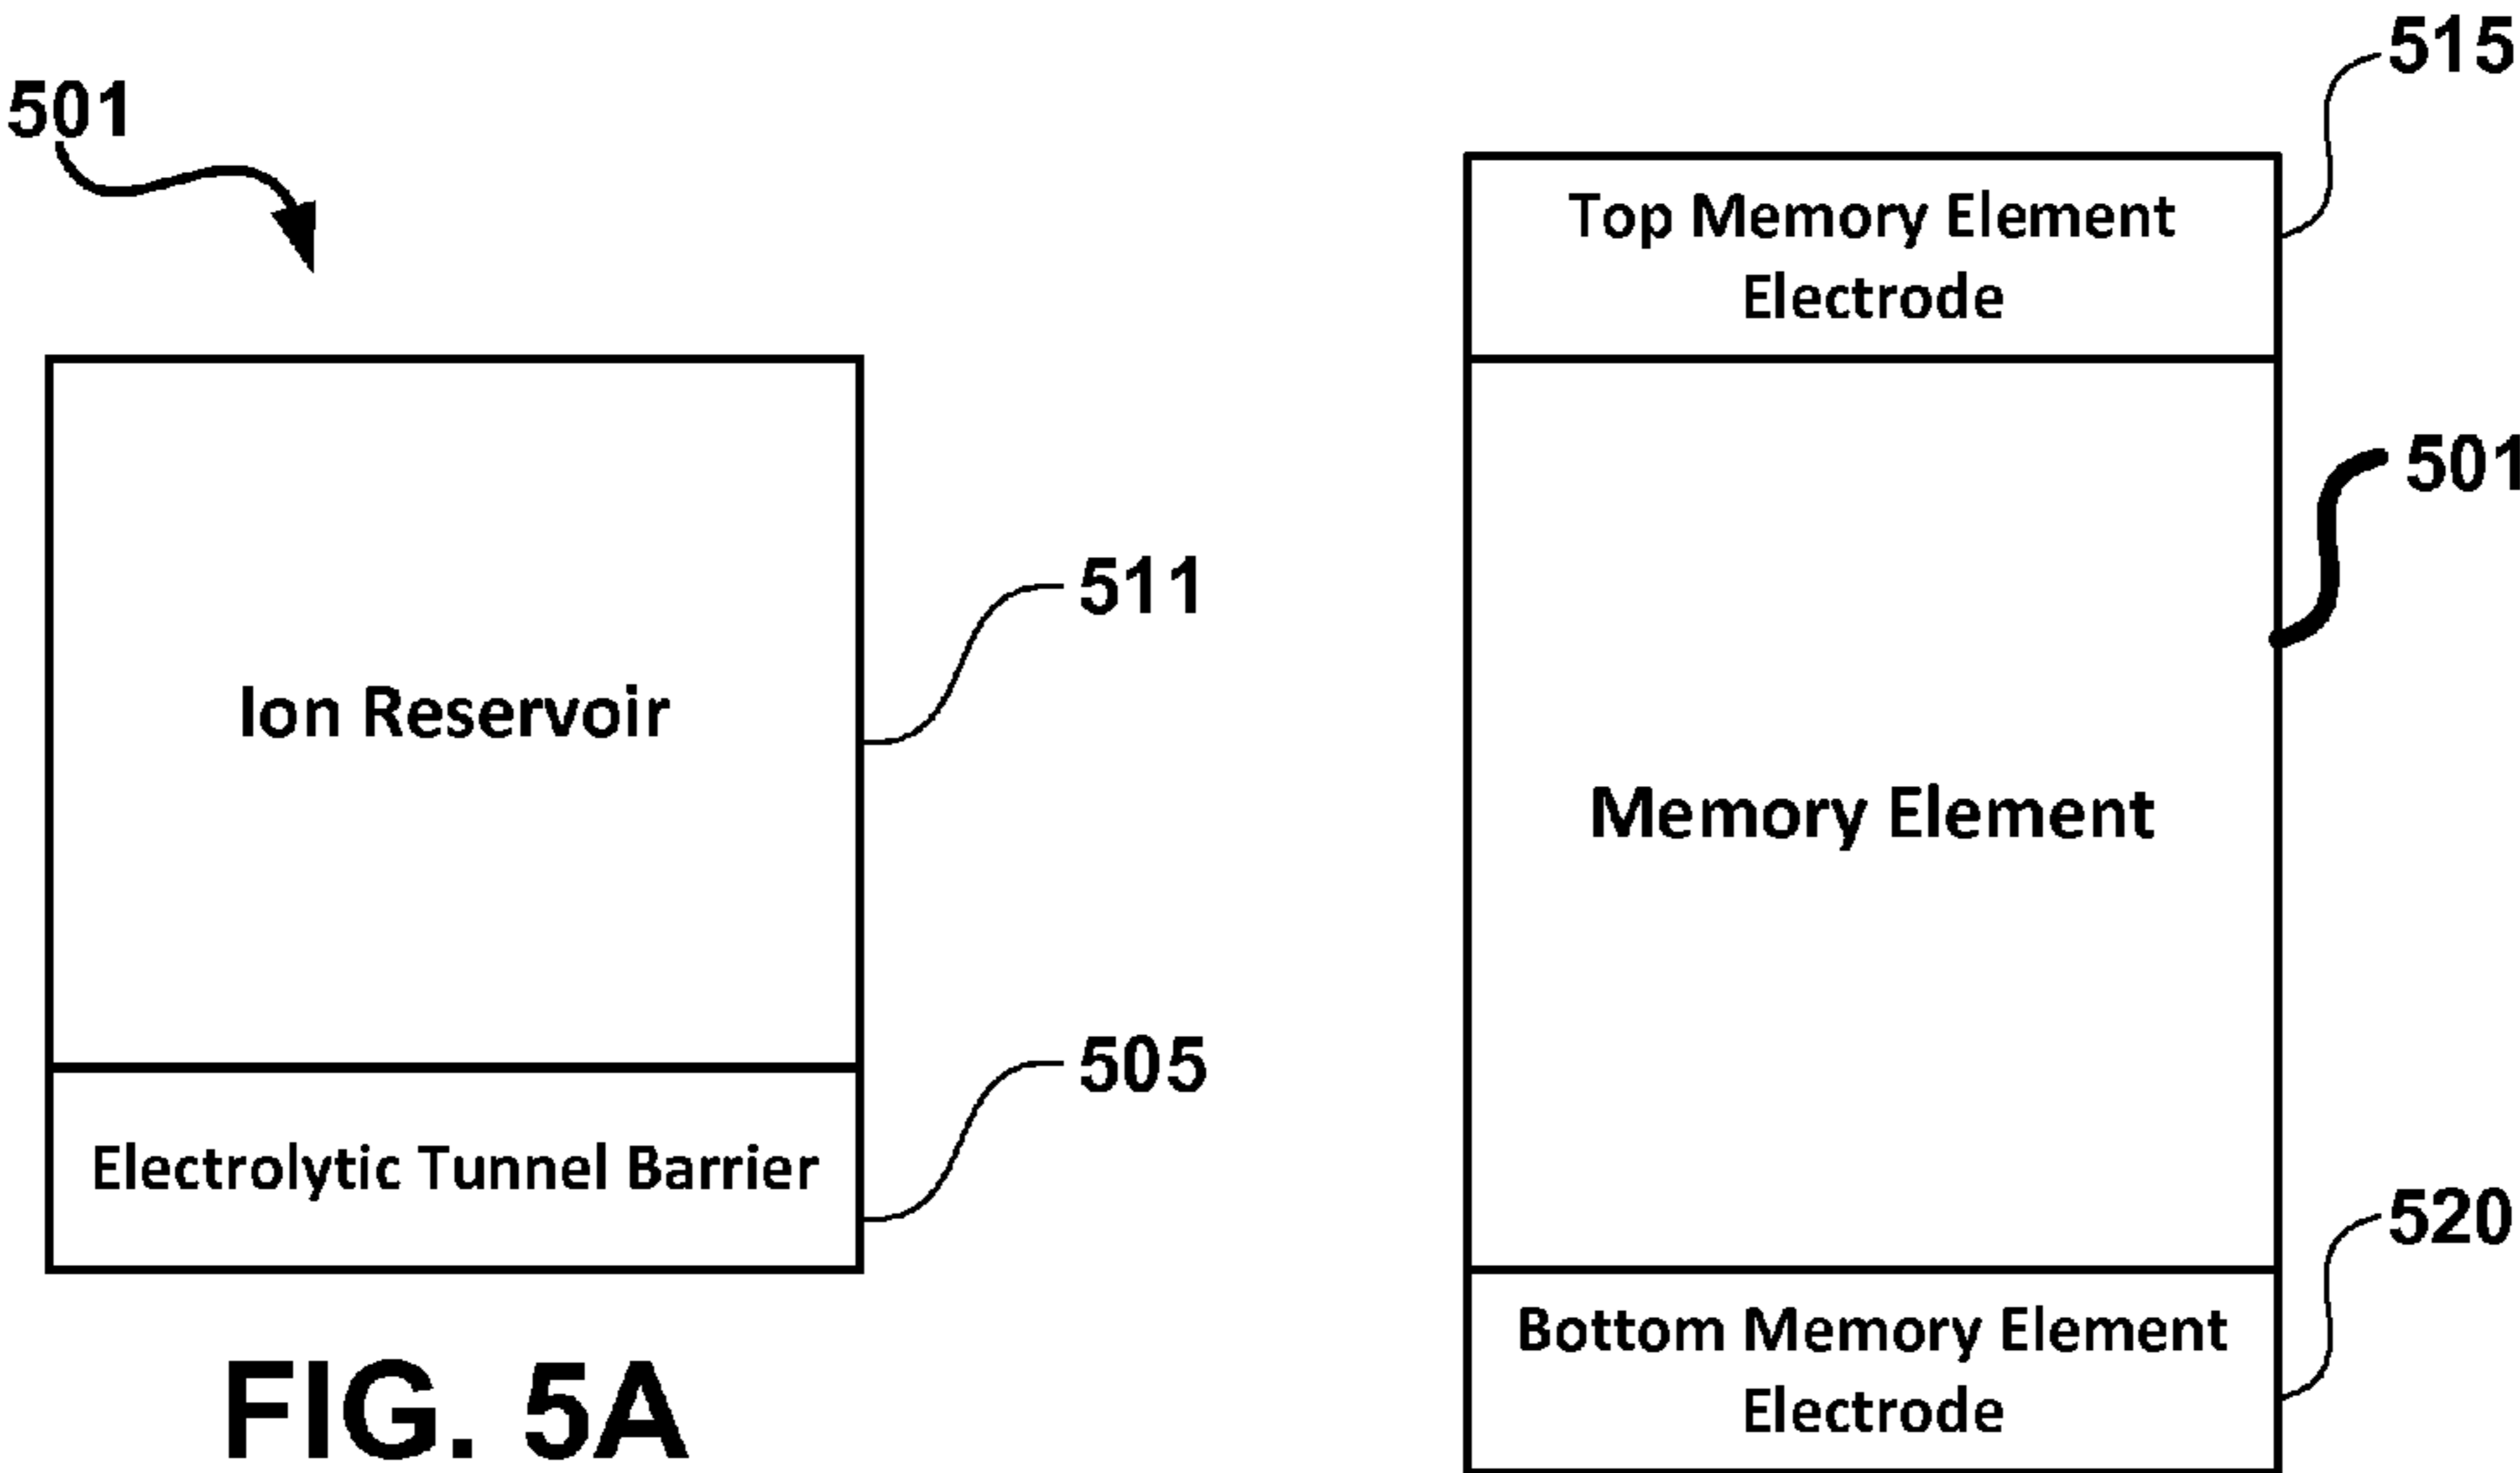 501
Ion Reservoir
511
Electrolytic Tunnel Barrier
505
FIG. 5A
515
Top Memory Element
Electrode
501
Memory Element
520
Bottom Memory Element
Electrode